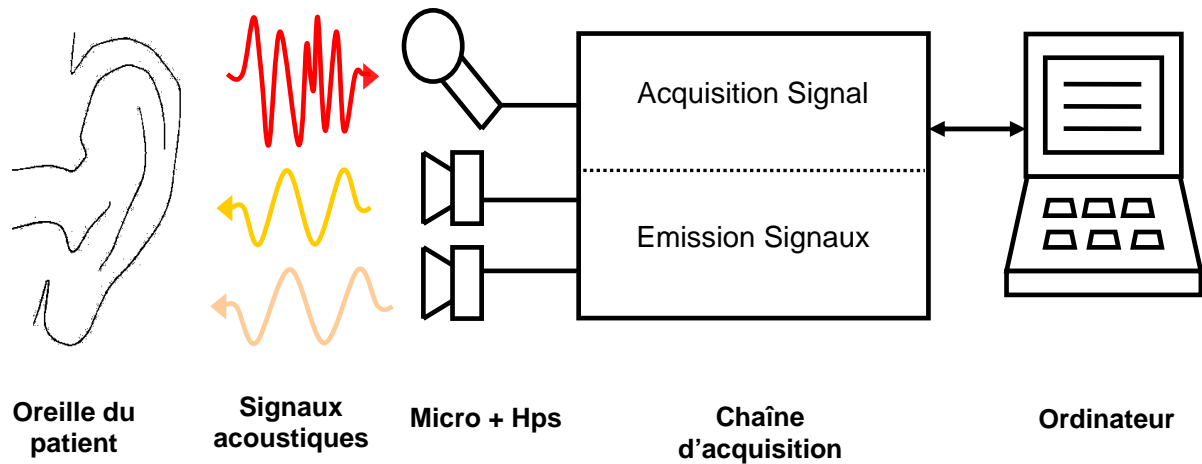 Acquisition Signal
Emission Signaux
Oreille du
patient
Signaux
acoustiques
Micro + Hps
Chaîne
d’acquisition
Ordinateur